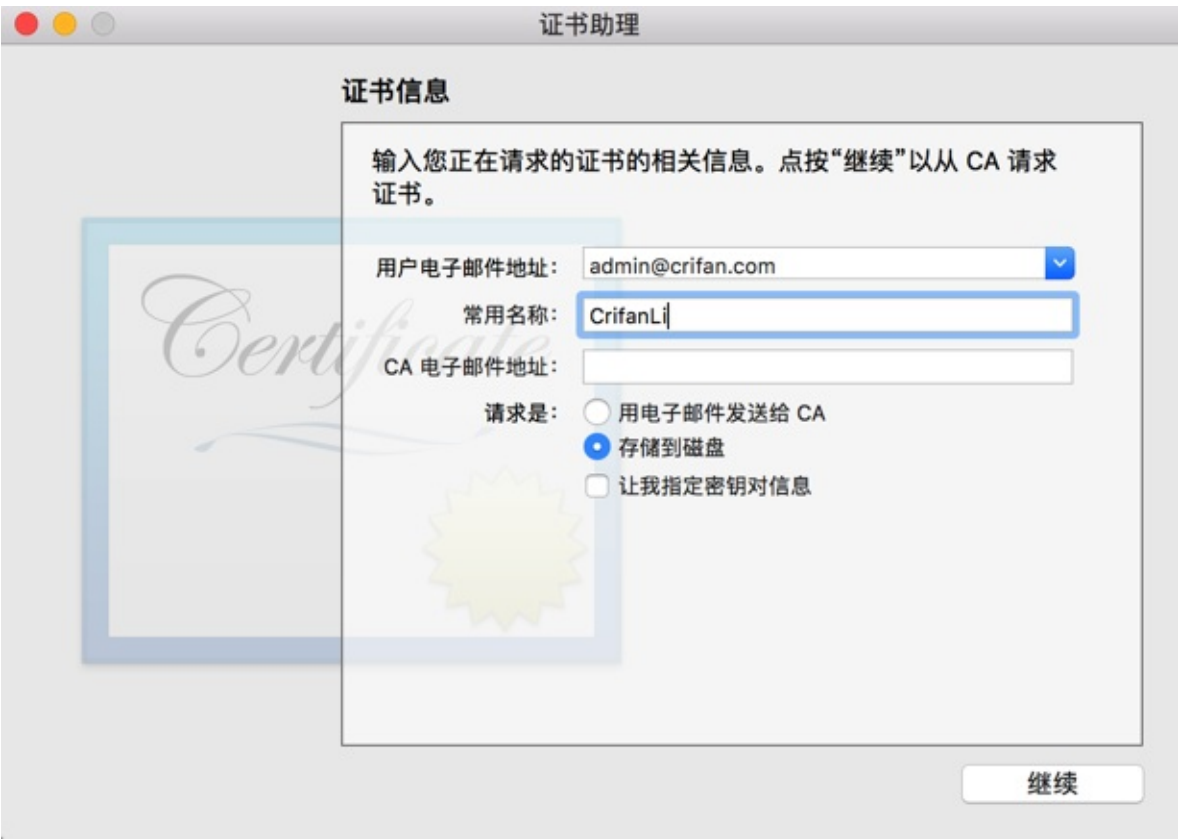 证书助理
证书信息
输入您正在请求的证书的相关信息。点按“继续”以从 CA 请求
证书。
用户电子邮件地址： admin@crifan.com
常用名称： CrifanLi
CA 电子邮件地址：
请求是： 用电子邮件发送给 CA
存储到磁盘
让我指定密钥对信息
Certificate
继续